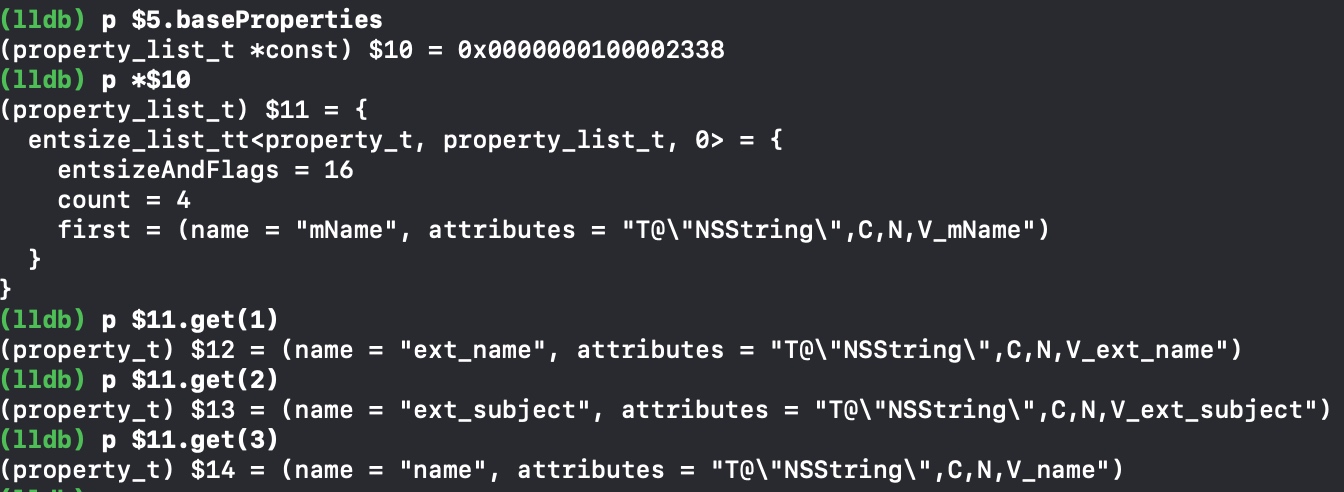 (lldb) p $5.baseProperties
(property_list_t *const) $10 = 0x0000000100002338
(lldb) p *$10
(property_list_t) $11 = {
  entsize_list_tt<property_t, property_list_t, 0> = {
    entsizeAndFlags = 16
    count = 4
    first = (name = "mName", attributes = "T@\"NSString\",C,N,V_mName")
  }
}
(lldb) p $11.get(1)
(property_t) $12 = (name = "ext_name", attributes = "T@\"NSString\",C,N,V_ext_name")
(lldb) p $11.get(2)
(property_t) $13 = (name = "ext_subject", attributes = "T@\"NSString\",C,N,V_ext_subject")
(lldb) p $11.get(3)
(property_t) $14 = (name = "name", attributes = "T@\"NSString\",C,N,V_name")